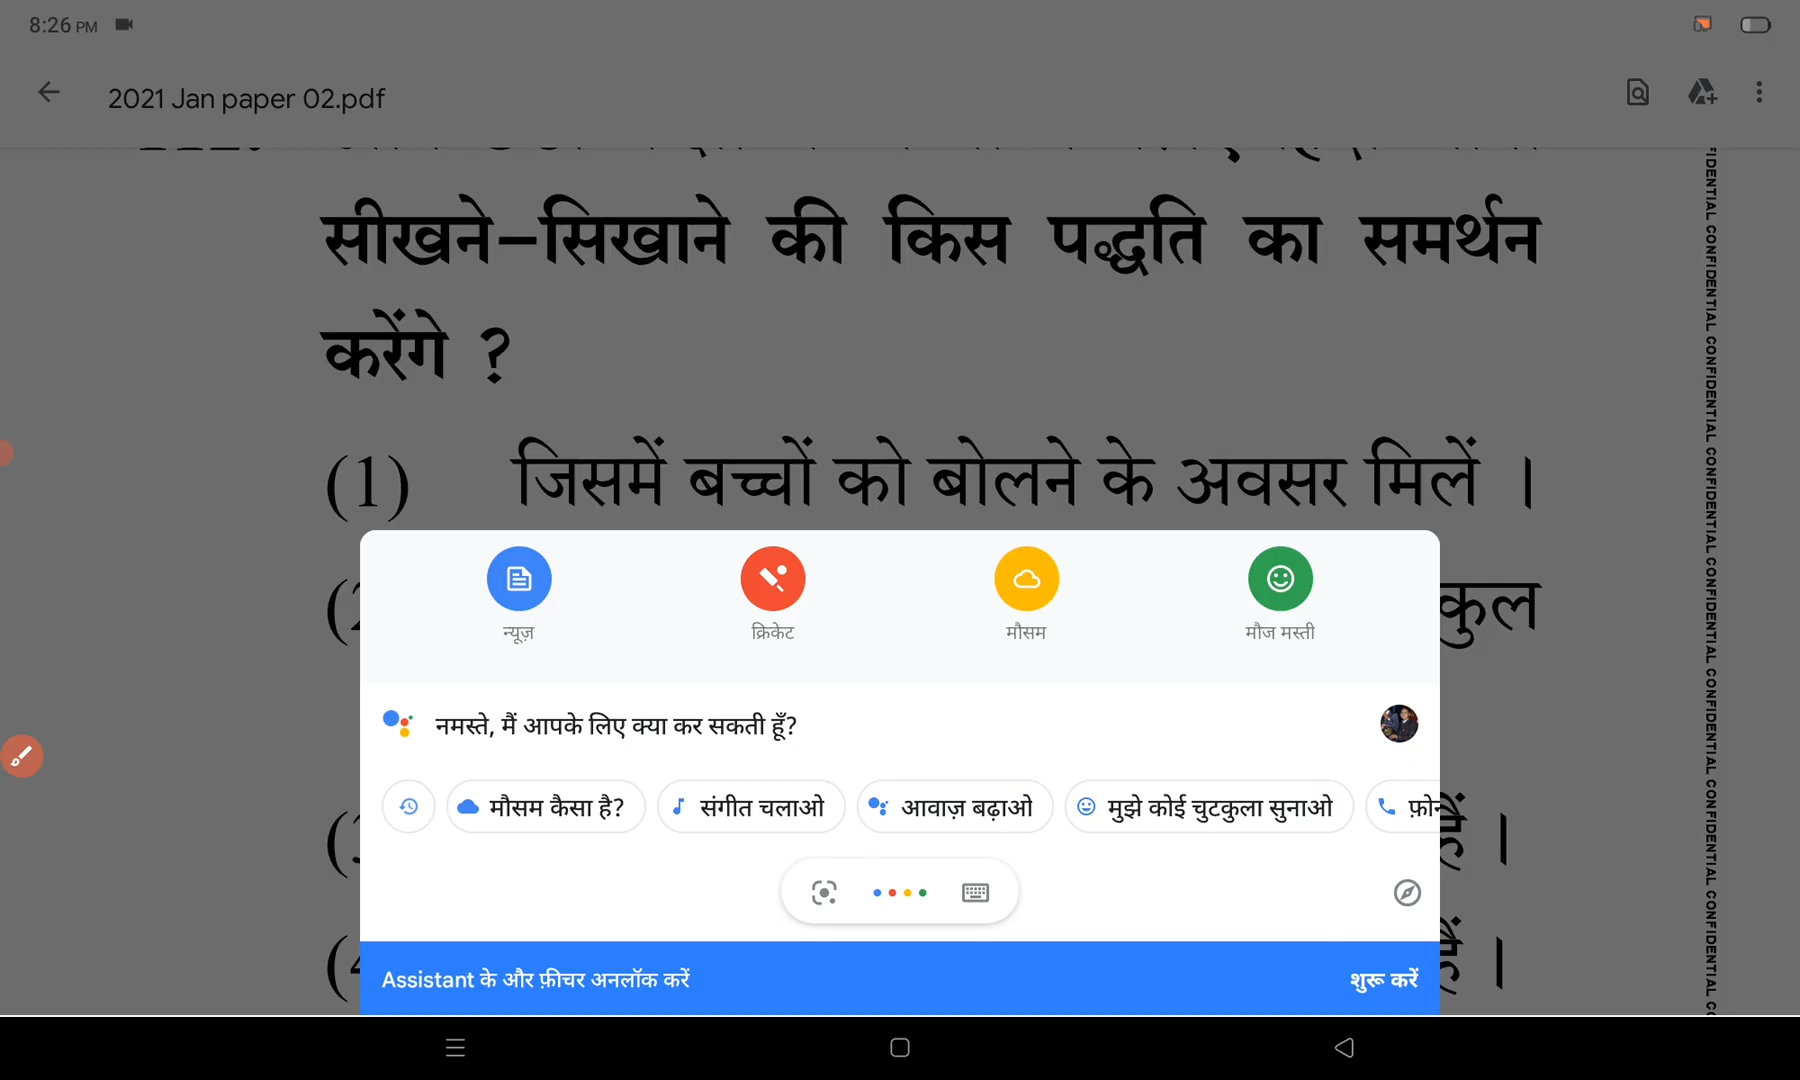 8:26 PM
2021 Jan paper 02.pdf
सीखने–सिखाने की किस पद्धति का समर्थन
करेंगे ?
(1) जिसमें बच्चों को बोलने के अवसर मिलें ।
कुल
हैं ।
हैं ।
न्यूज़
क्रिकेट
मौसम
मौज मस्ती
नमस्ते, मैं आपके लिए क्या कर सकती हूँ?
मौसम कैसा है?
संगीत चलाओ
आवाज़ बढ़ाओ
मुझे कोई चुटकुला सुनाओ
Assistant के और फ़ीचर अनलॉक करें
शुरू करें
CONFIDENTIAL CONFIDENTIAL CONFIDENTIAL CONFIDENTIAL CONFIDENTIAL CONFIDENTIAL CONFIDENTIAL